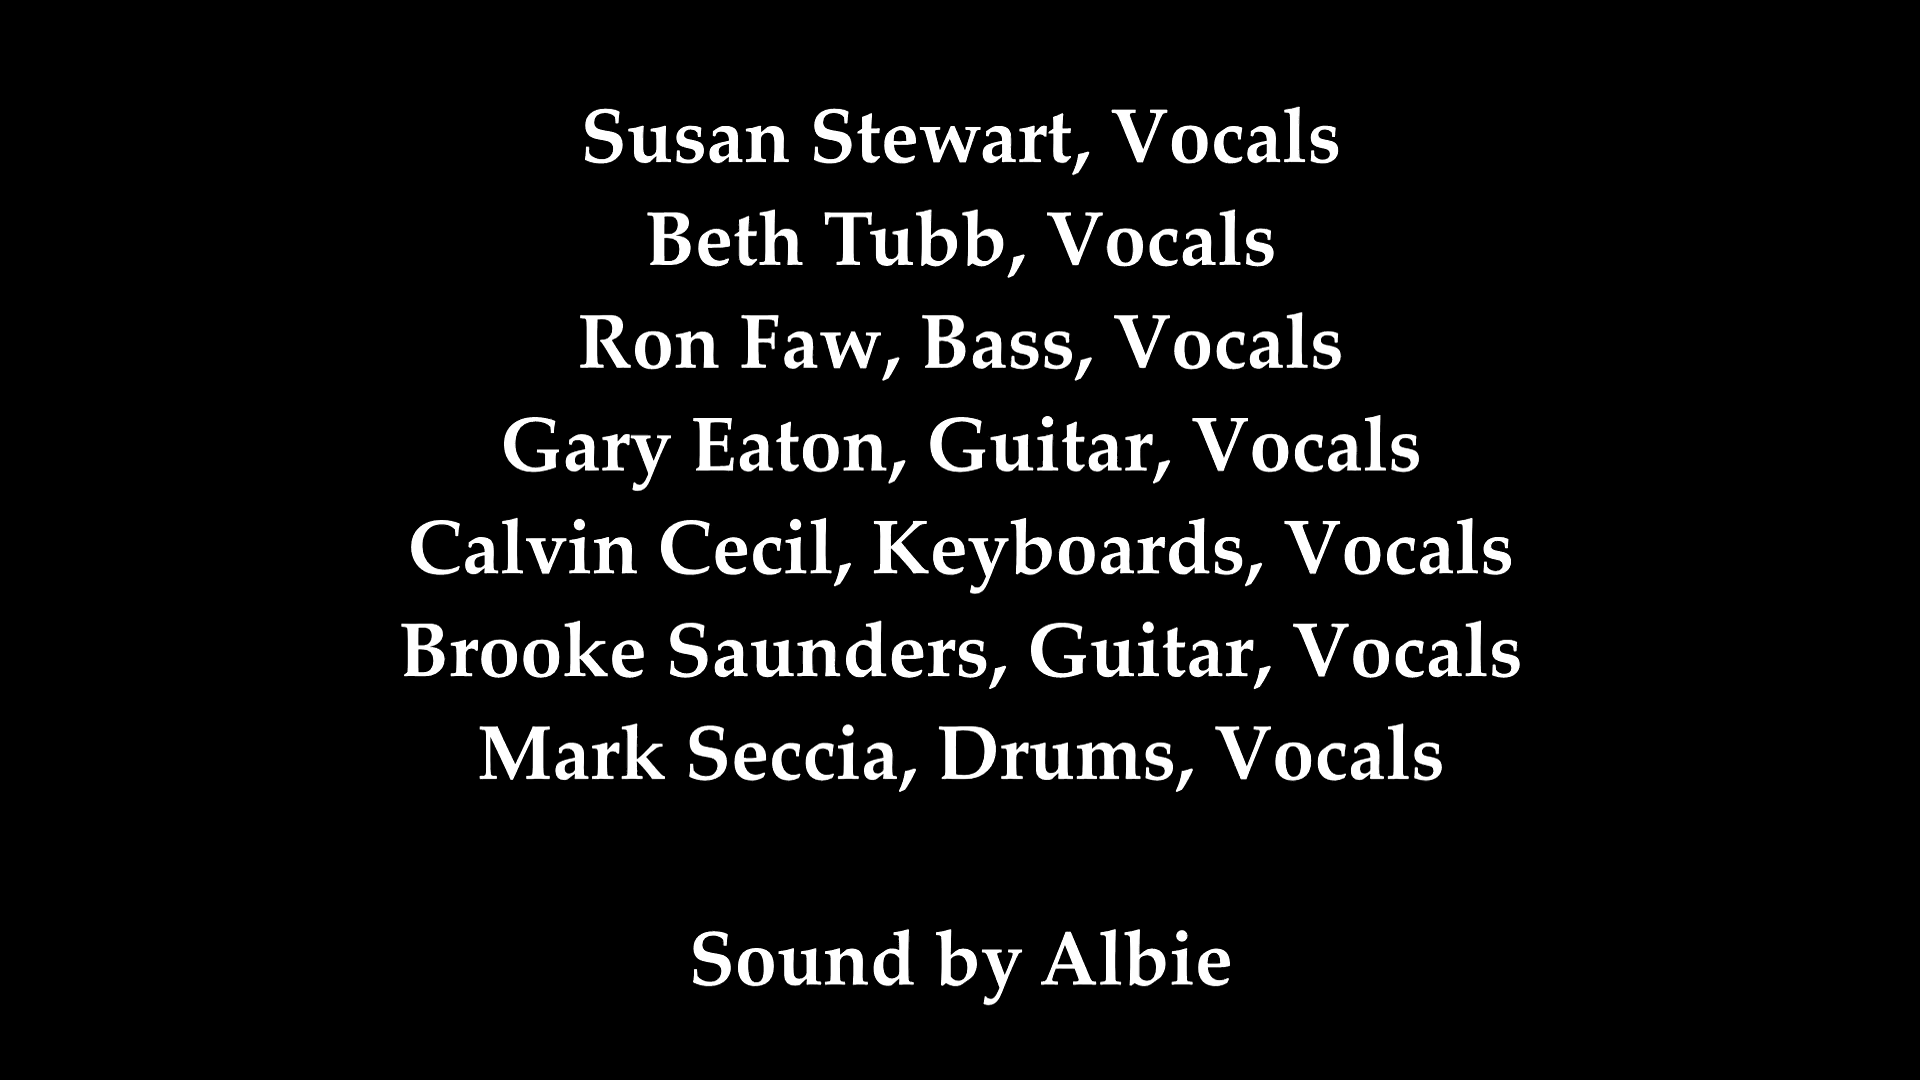 Susan Stewart, Vocals
Beth Tubb, Vocals
Ron Faw, Bass, Vocals
Gary Eaton, Guitar, Vocals
Calvin Cecil, Keyboards, Vocals
Brooke Saunders, Guitar, Vocals
Mark Seccia, Drums, Vocals
Sound by Albie